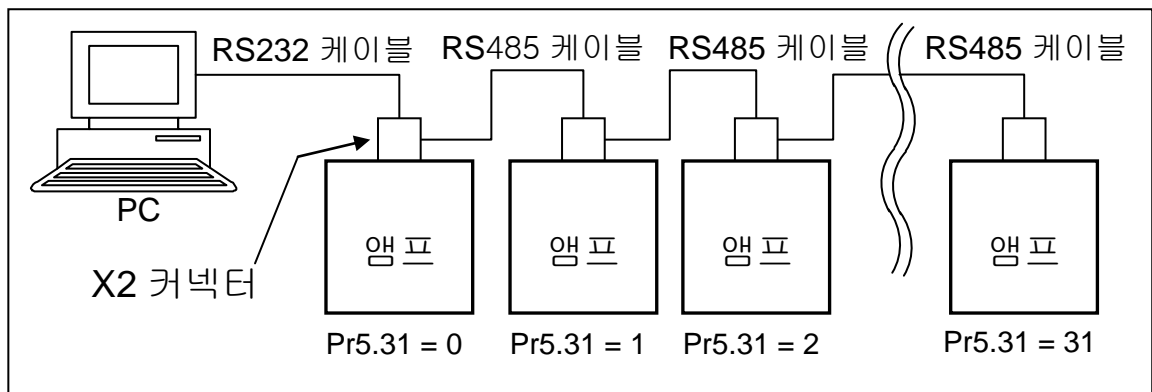 RS232 케이블
RS485 케이블
RS485 케이블
RS485 케이블
PC
X2 커넥터
앰프
앰프
앰프
앰프
Pr5.31 = 0
Pr5.31 = 1
Pr5.31 = 2
Pr5.31 = 31